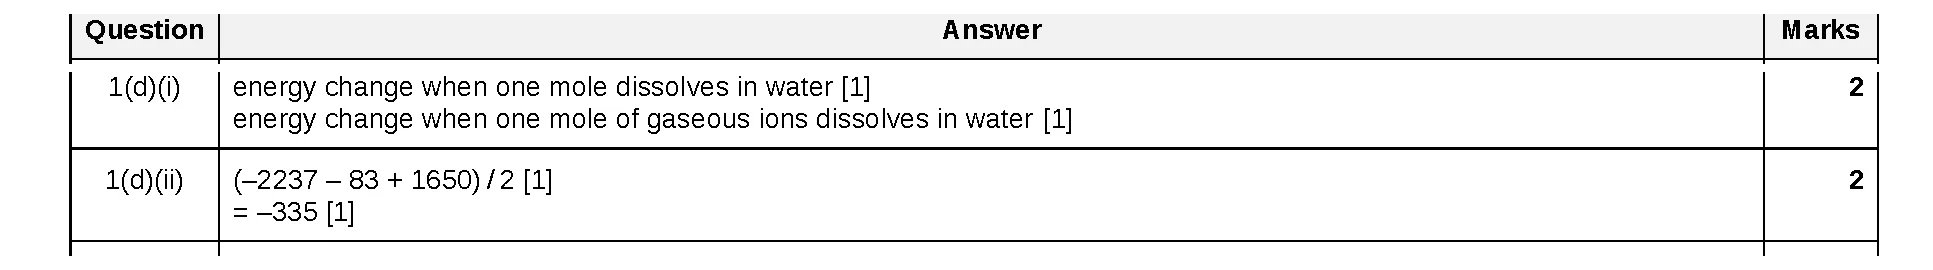 Question Answer Marks
1(d)(i) energy change when one mole dissolves in water [1] 2
energy change when one mole of gaseous ions dissolves in water [1]
1(d)(ii) (–2237 – 83 + 1650) / 2 [1] 2
= –335 [1]